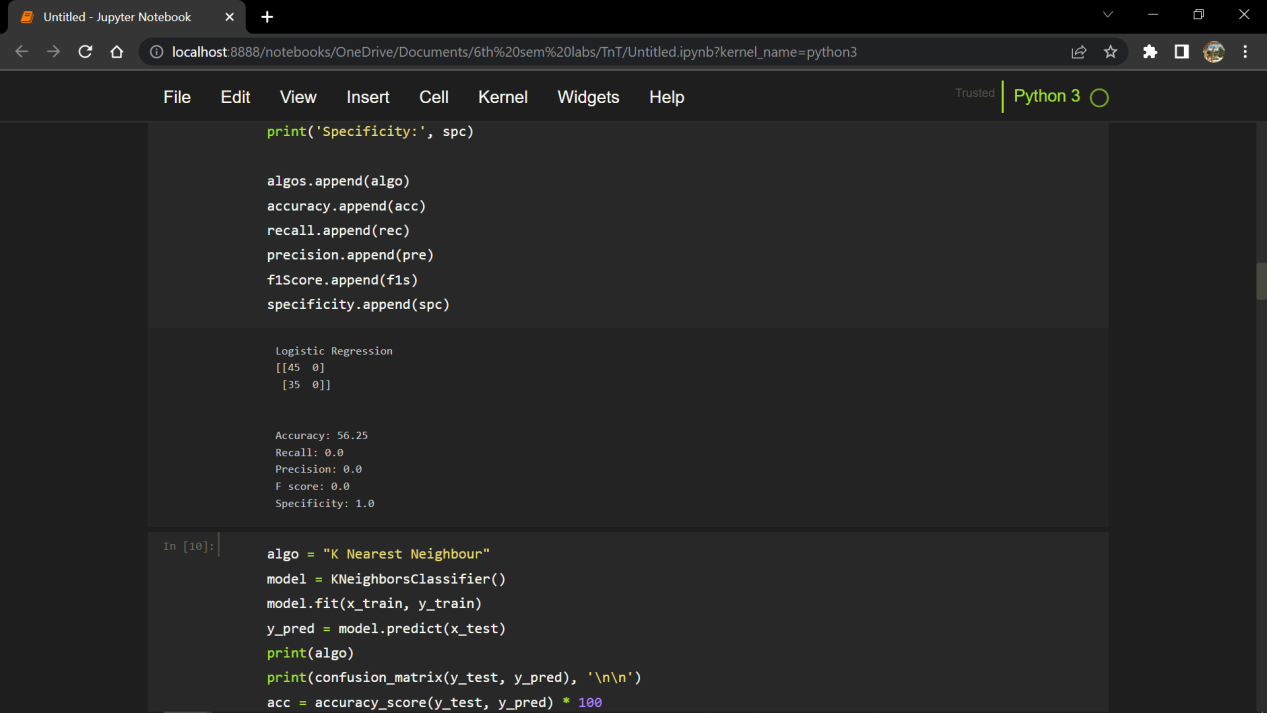 Untitled - Jupyter Notebook
localhost:8888/notebooks/OneDrive/Documents/6th%20sem%20labs/TnT/Untitled.ipynb?kernel_name=python3
File Edit View Insert Cell Kernel Widgets Help Trusted Python 3
print('Specificity:', spc)
algos.append(algo)
accuracy.append(acc)
recall.append(rec)
precision.append(pre)
f1Score.append(f1s)
specificity.append(spc)
Logistic Regression
[[45  0]
 [35  0]]
Accuracy: 56.25
Recall: 0.0
Precision: 0.0
F score: 0.0
Specificity: 1.0
In [10]:
algo = "K Nearest Neighbour"
model = KNeighborsClassifier()
model.fit(x_train, y_train)
y_pred = model.predict(x_test)
print(algo)
print(confusion_matrix(y_test, y_pred), '\n\n')
acc = accuracy_score(y_test, y_pred) * 100